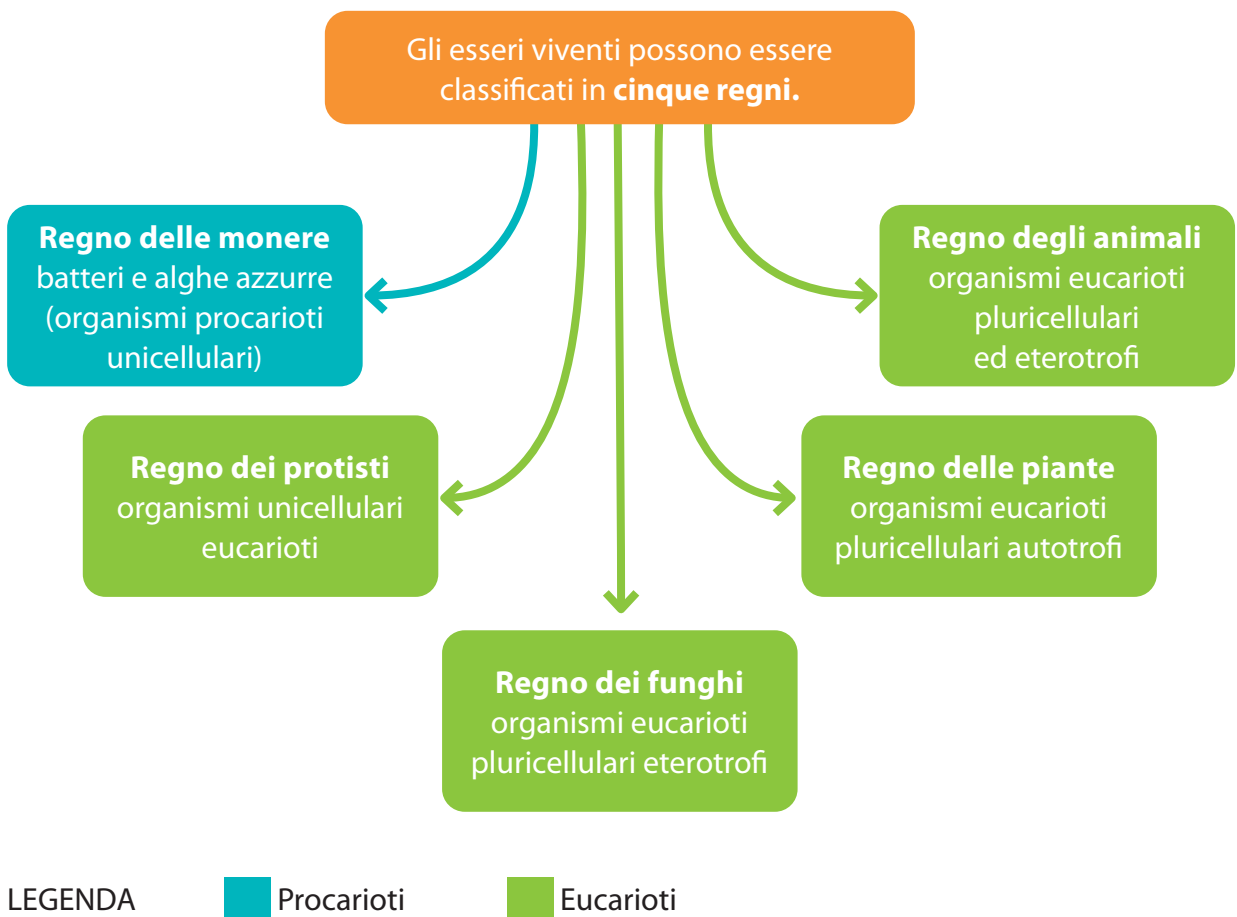 Gli esseri viventi possono essere
classificati in cinque regni.
Regno delle monere
batteri e alghe azzurre
(organismi procarioti
unicellulari)
Regno degli animali
organismi eucarioti
pluricellulari
ed eterotrofi
Regno dei protisti
organismi unicellulari
eucarioti
Regno delle piante
organismi eucarioti
pluricellulari autotrofi
Regno dei funghi
organismi eucarioti
pluricellulari eterotrofi
LEGENDA Procarioti Eucarioti